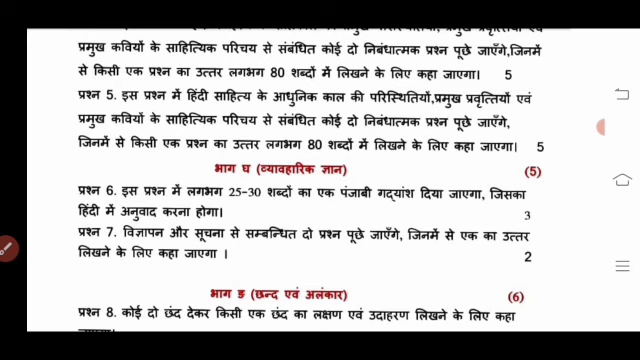 प्रमुख कवियों के साहित्यिक परिचय से संबंधित कोई दो निबंधात्मक प्रश्न पूछे जाएँगे,जिनमें
से किसी एक प्रश्न का उत्तर लगभग 80 शब्दों में लिखने के लिए कहा जाएगा। 5
प्रश्न 5. इस प्रश्न में हिंदी साहित्य के आधुनिक काल की परिस्थितियों,प्रमुख प्रवृत्तियों एवं
प्रमुख कवियों के साहित्यिक परिचय से संबंधित कोई दो निबंधात्मक प्रश्न पूछे जाएँगे,
जिनमें से किसी एक प्रश्न का उत्तर लगभग 80 शब्दों में लिखने के लिए कहा जाएगा। 5
भाग घ (व्यावहारिक ज्ञान) (5)
प्रश्न 6. इस प्रश्न में लगभग 25-30 शब्दों का एक पंजाबी गद्यांश दिया जाएगा, जिसका
हिंदी में अनुवाद करना होगा। 3
प्रश्न 7. विज्ञापन और सूचना से सम्बन्धित दो प्रश्न पूछे जाएँगे, जिनमें से एक का उत्तर
लिखने के लिए कहा जाएगा । 2
भाग ङ (छन्द एवं अलंकार) (6)
प्रश्न 8. कोई दो छंद देकर किसी एक छंद का लक्षण एवं उदाहरण लिखने के लिए कहा